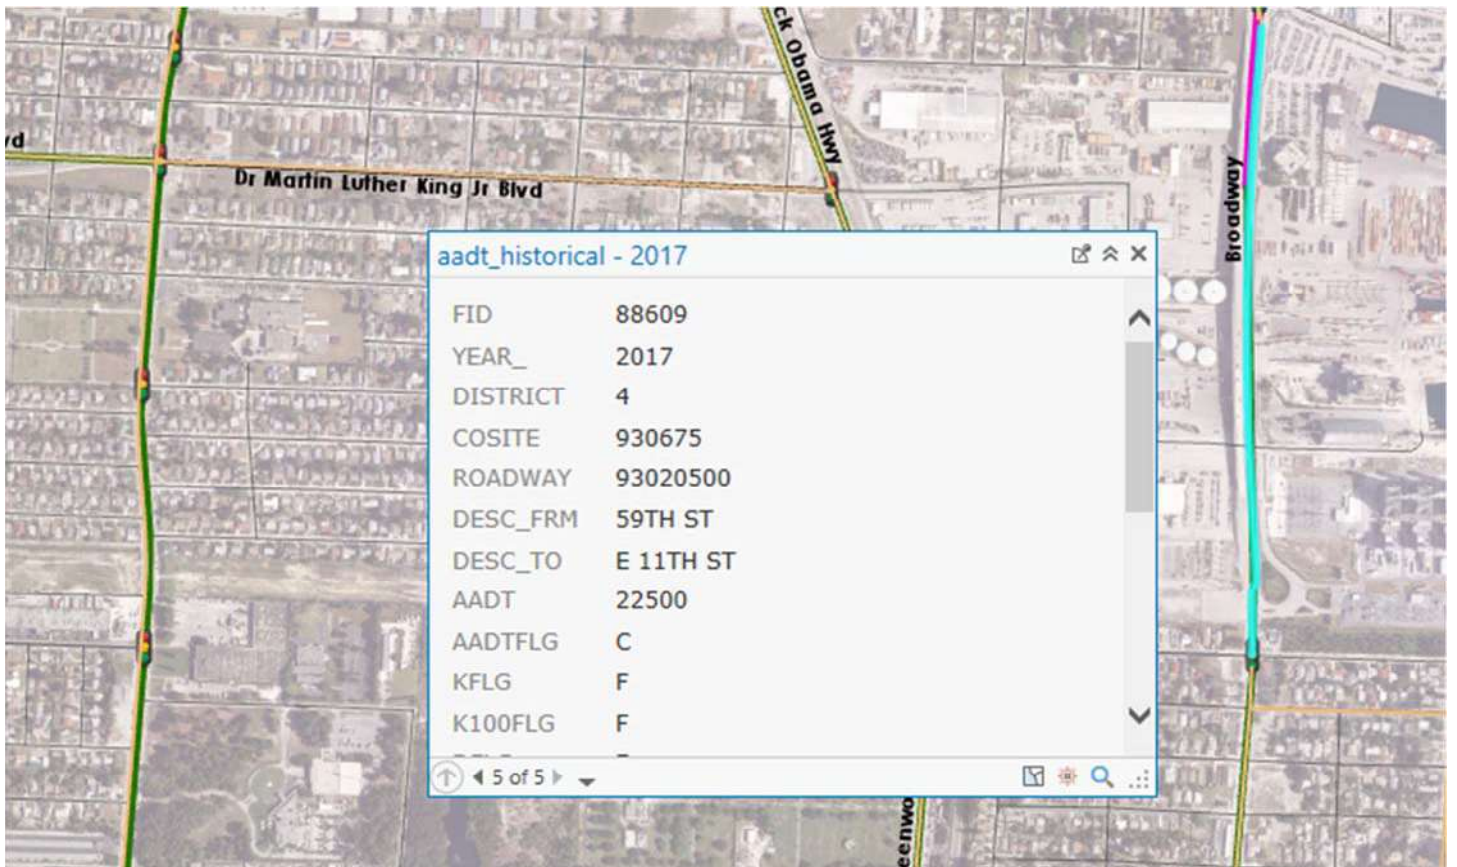 ck Obama Hwy
vd
Dr Martin Luther King Jr Blvd
Broadway
aadt_historical - 2017
FID 88609
YEAR_ 2017
DISTRICT 4
COSITE 930675
ROADWAY 93020500
DESC_FRM 59TH ST
DESC_TO E 11TH ST
AADT 22500
AADTFLG C
KFLG F
K100FLG F
5 of 5
eenwo